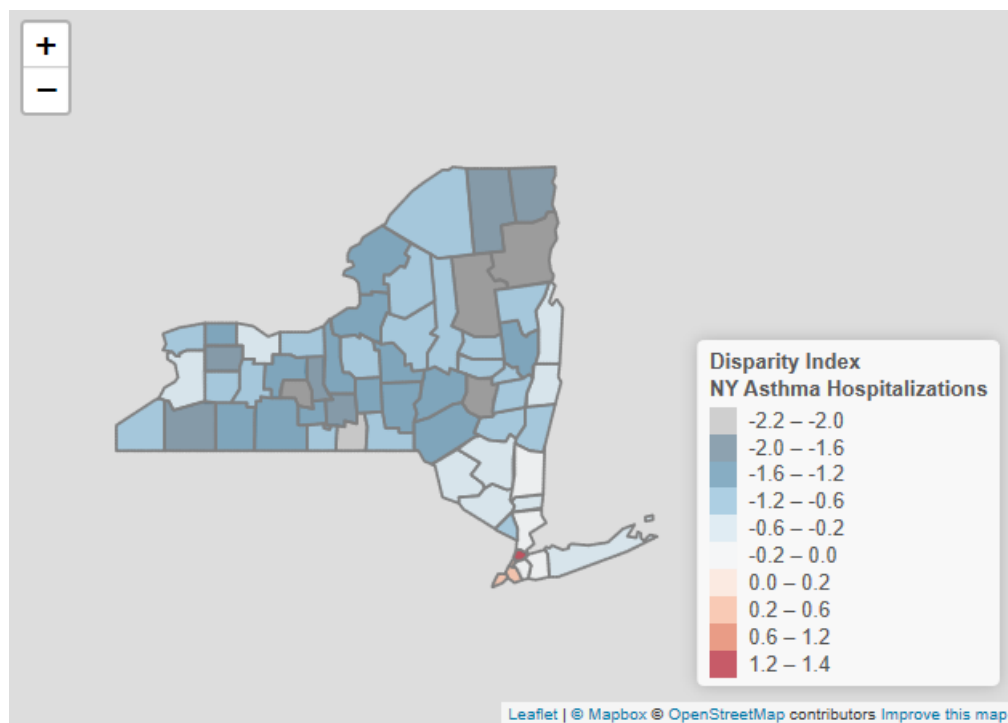 +
−
Disparity Index
NY Asthma Hospitalizations
-2.2 – -2.0
-2.0 – -1.6
-1.6 – -1.2
-1.2 – -0.6
-0.6 – -0.2
-0.2 – 0.0
0.0 – 0.2
0.2 – 0.6
0.6 – 1.2
1.2 – 1.4
Leaflet | © Mapbox © OpenStreetMap contributors Improve this map